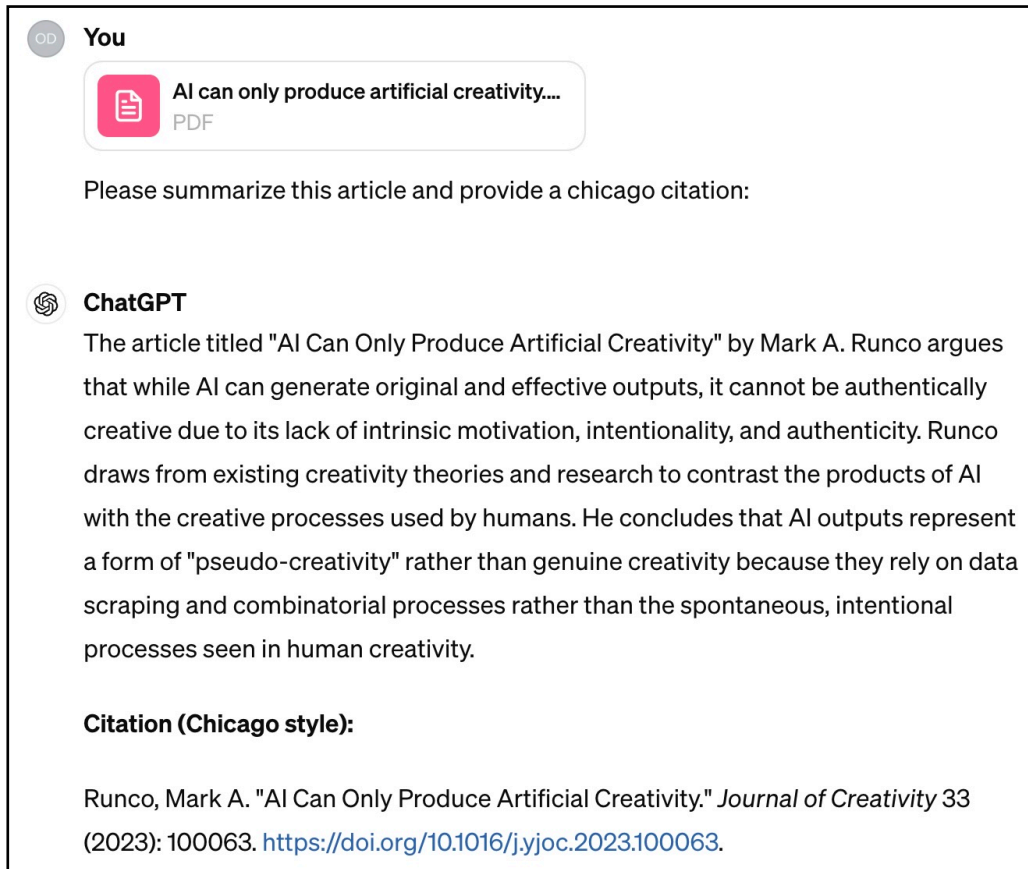 OD You
AI can only produce artificial creativity....
PDF
Please summarize this article and provide a chicago citation:
ChatGPT
The article titled "AI Can Only Produce Artificial Creativity" by Mark A. Runco argues
that while AI can generate original and effective outputs, it cannot be authentically
creative due to its lack of intrinsic motivation, intentionality, and authenticity. Runco
draws from existing creativity theories and research to contrast the products of AI
with the creative processes used by humans. He concludes that AI outputs represent
a form of "pseudo-creativity" rather than genuine creativity because they rely on data
scraping and combinatorial processes rather than the spontaneous, intentional
processes seen in human creativity.
Citation (Chicago style):
Runco, Mark A. "AI Can Only Produce Artificial Creativity." Journal of Creativity 33
(2023): 100063. https://doi.org/10.1016/j.yjoc.2023.100063.